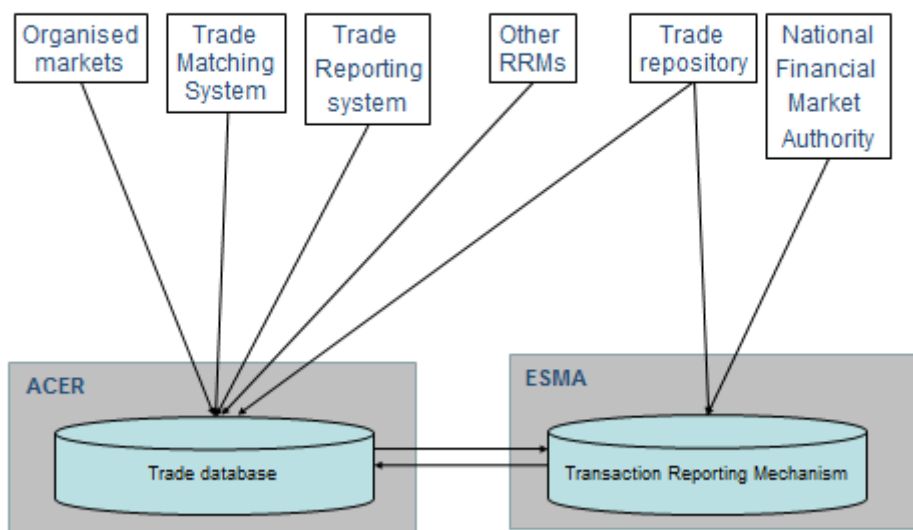 Organised
markets
Trade
Matching
System
Trade
Reporting
system
Other
RRMs
Trade
repository
National
Financial
Market
Authority
ACER
Trade database
ESMA
Transaction Reporting Mechanism